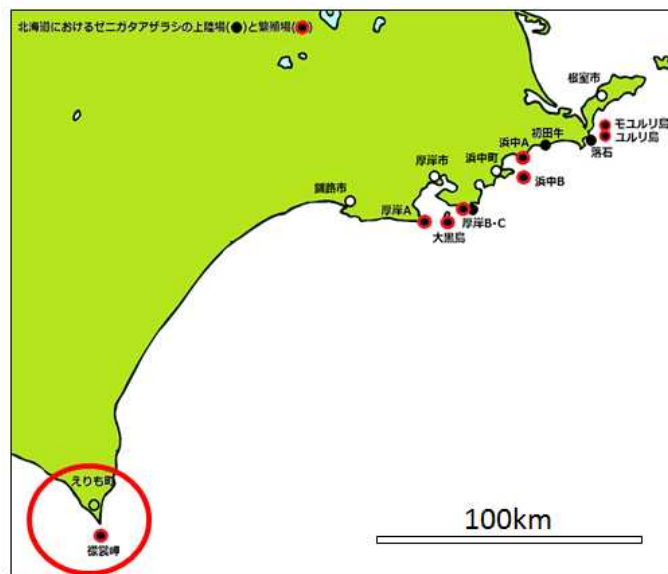 北海道におけるゼニガタアザラシの上陸場(●)と繁殖場(●)
根室市
モユルリ島
ユルリ島
落石
初田牛
浜中A
浜中町
浜中B
厚岸市
釧路市
厚岸A
厚岸B・C
大黒島
えりも町
襟裳岬
100km